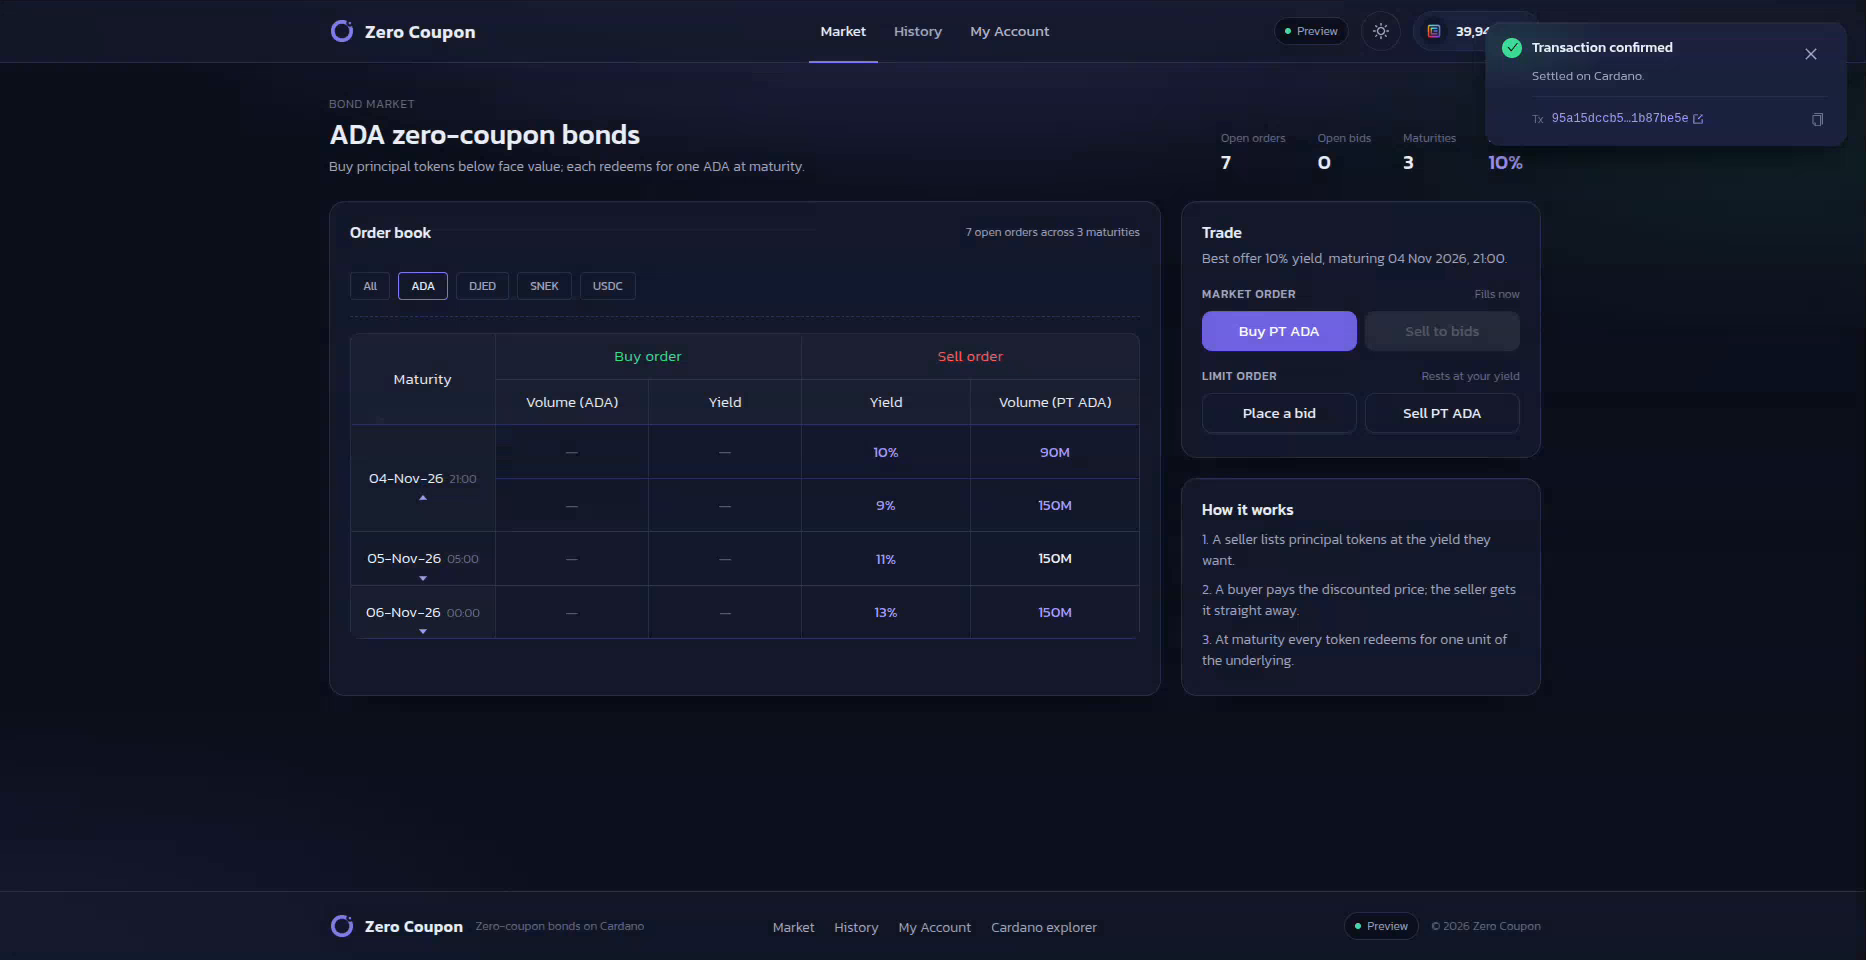 Zero Coupon
Market History My Account
Preview
Transaction confirmed
Settled on Cardano.
Tx 95a15dccb5…1b87be5e
BOND MARKET
ADA zero-coupon bonds
Buy principal tokens below face value; each redeems for one ADA at maturity.
Open orders Open bids Maturities
7 0 3 10%
Order book
7 open orders across 3 maturities
All ADA DJED SNEK USDC
Maturity Buy order Sell order
Volume (ADA) Yield Yield Volume (PT ADA)
04-Nov-26 21:00
— — 10% 90M
— — 9% 150M
05-Nov-26 05:00 — — 11% 150M
06-Nov-26 00:00 — — 13% 150M
Trade
Best offer 10% yield, maturing 04 Nov 2026, 21:00.
MARKET ORDER Fills now
Buy PT ADA Sell to bids
LIMIT ORDER Rests at your yield
Place a bid Sell PT ADA
How it works
1. A seller lists principal tokens at the yield they
want.
2. A buyer pays the discounted price; the seller gets
it straight away.
3. At maturity every token redeems for one unit of
the underlying.
Zero Coupon Zero-coupon bonds on Cardano
Market History My Account Cardano explorer
Preview © 2026 Zero Coupon